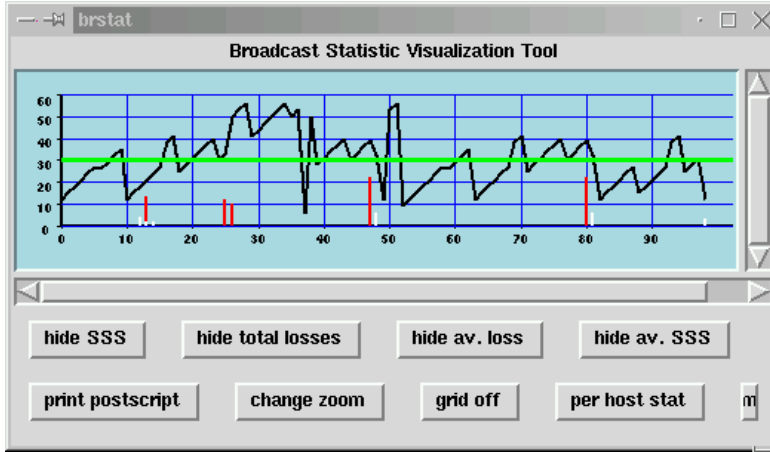 brstat
Broadcast Statistic Visualization Tool
60
50
40
30
20
10
0
0 10 20 30 40 50 60 70 80 90
hide SSS hide total losses hide av. loss hide av. SSS
print postscript change zoom grid off per host stat m